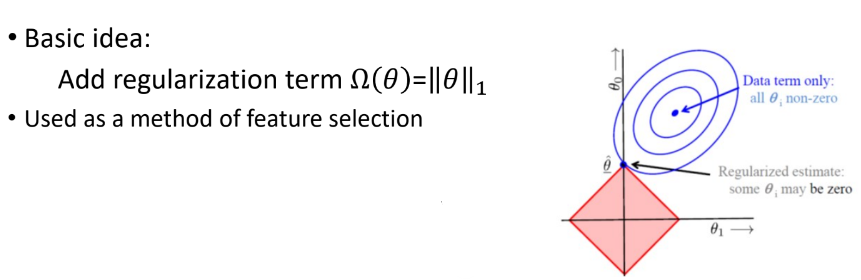 • Basic idea:
Add regularization term Ω(θ)=‖θ‖₁
• Used as a method of feature selection
θ₀ →
Data term only:
all θᵢ non-zero
θ̂
Regularized estimate:
some θᵢ may be zero
θ₁ →